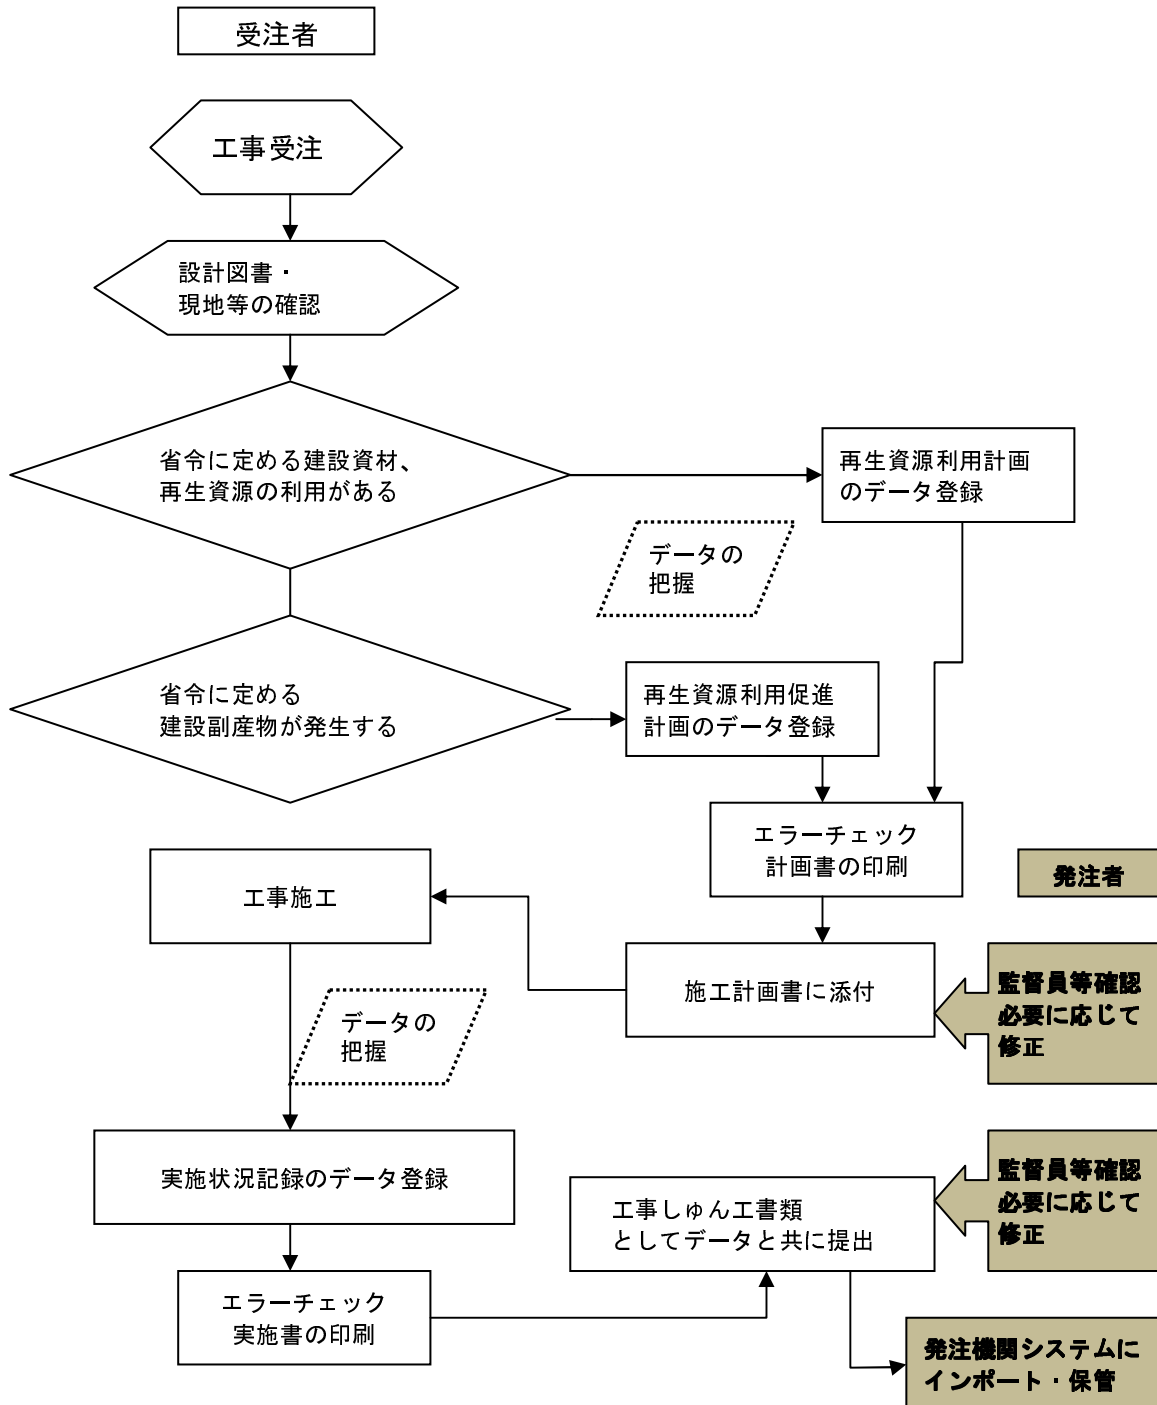 受注者
工事受注
設計図書・
現地等の確認
省令に定める建設資材、
再生資源の利用がある
再生資源利用計画
のデータ登録
データの
把握
省令に定める
建設副産物が発生する
再生資源利用促進
計画のデータ登録
エラーチェック
計画書の印刷
発注者
工事施工
施工計画書に添付
監督員等確認
必要に応じて
修正
データの
把握
実施状況記録のデータ登録
工事しゅん工書類
としてデータと共に提出
監督員等確認
必要に応じて
修正
エラーチェック
実施書の印刷
発注機関システムに
インポート・保管